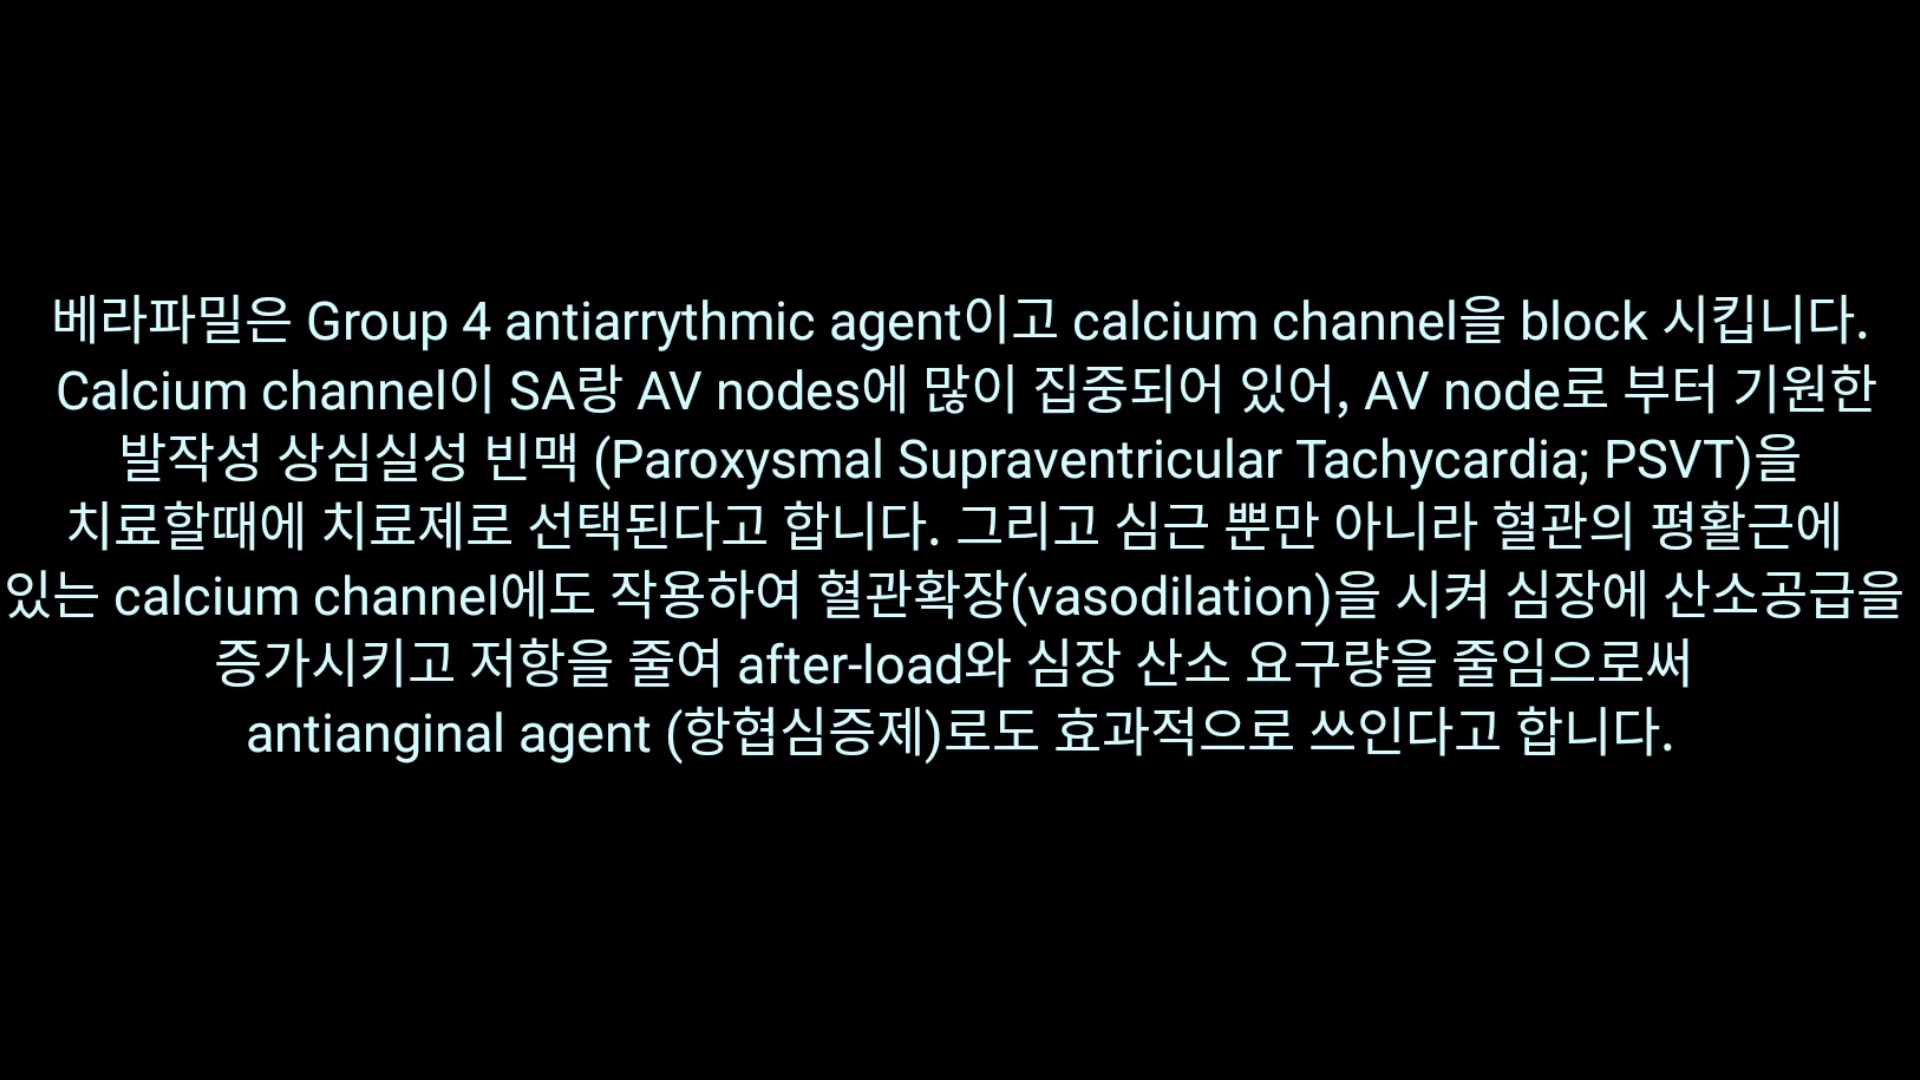 베라파밀은 Group 4 antiarrythmic agent이고 calcium channel을 block 시킵니다.
Calcium channel이 SA랑 AV nodes에 많이 집중되어 있어, AV node로 부터 기원한
발작성 상심실성 빈맥 (Paroxysmal Supraventricular Tachycardia; PSVT)을
치료할때에 치료제로 선택된다고 합니다. 그리고 심근 뿐만 아니라 혈관의 평활근에
있는 calcium channel에도 작용하여 혈관확장(vasodilation)을 시켜 심장에 산소공급을
증가시키고 저항을 줄여 after-load와 심장 산소 요구량을 줄임으로써
antianginal agent (항협심증제)로도 효과적으로 쓰인다고 합니다.